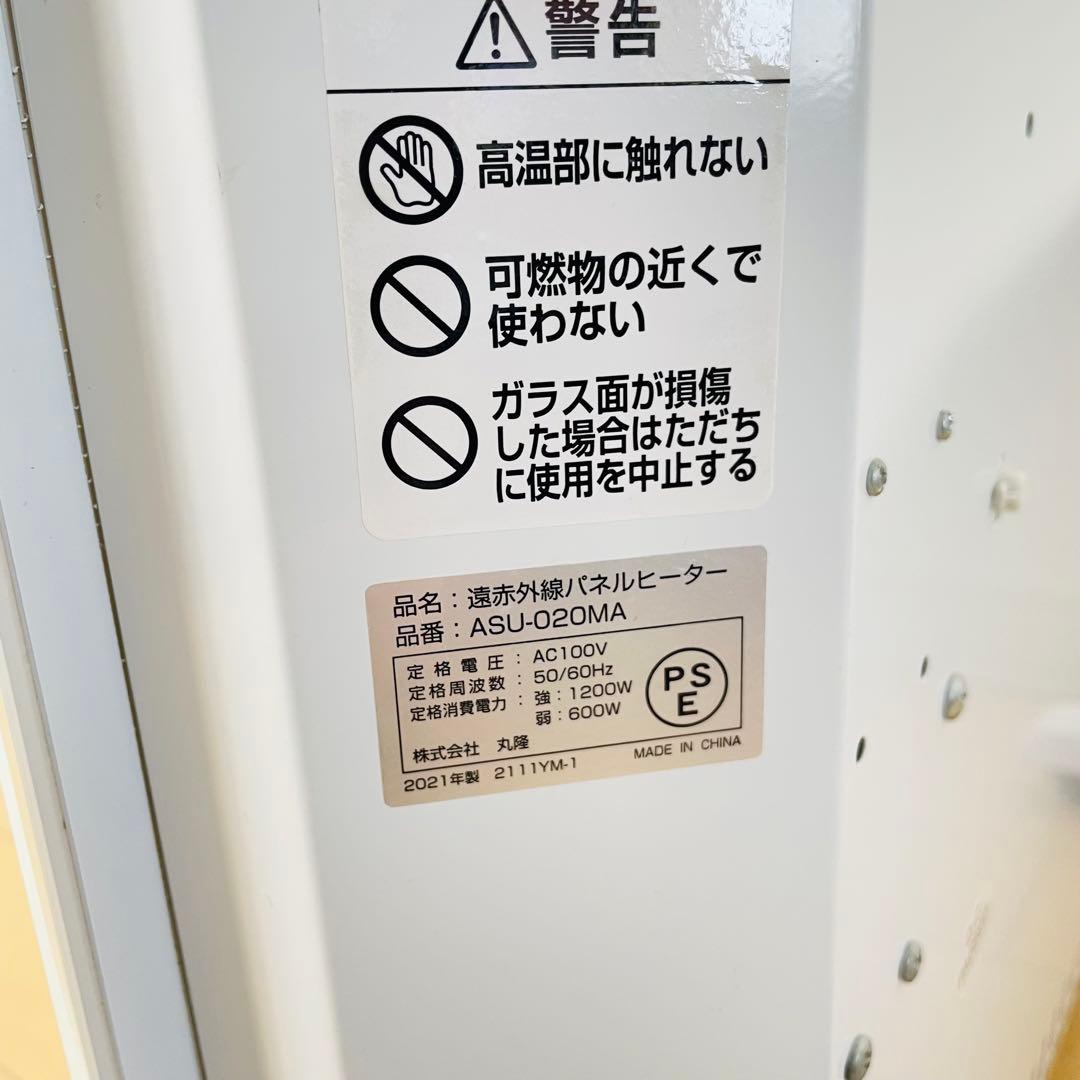 警告
高温部に触れない
可燃物の近くで
使わない
ガラス面が損傷
した場合はただち
に使用を中止する
品名：遠赤外線パネルヒーター
品番：ASU-020MA
定格電圧：AC100V
定格周波数：50/60Hz
定格消費電力：強：1200W
弱：600W
PSE
株式会社 丸隆
2021年製 2111YM-1 MADE IN CHINA